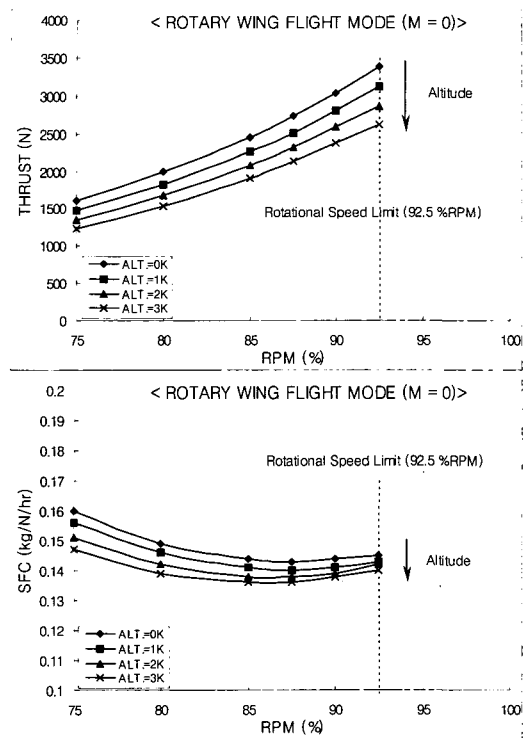 < ROTARY WING FLIGHT MODE (M = 0)>
4000
3500
3000
2500
2000
1500
1000
500
0
THRUST (N)
Altitude
Rotational Speed Limit (92.5 %RPM)
ALT.=0K
ALT.=1K
ALT.=2K
ALT.=3K
75 80 85 90 95 100
RPM (%)
< ROTARY WING FLIGHT MODE (M = 0)>
0.2
0.19
0.18
0.17
0.16
0.15
0.14
0.13
0.12
0.11
0.1
SFC (kg/N/hr)
Rotational Speed Limit (92.5 %RPM)
Altitude
ALT.=0K
ALT.=1K
ALT.=2K
ALT.=3K
75 80 85 90 95 100
RPM (%)